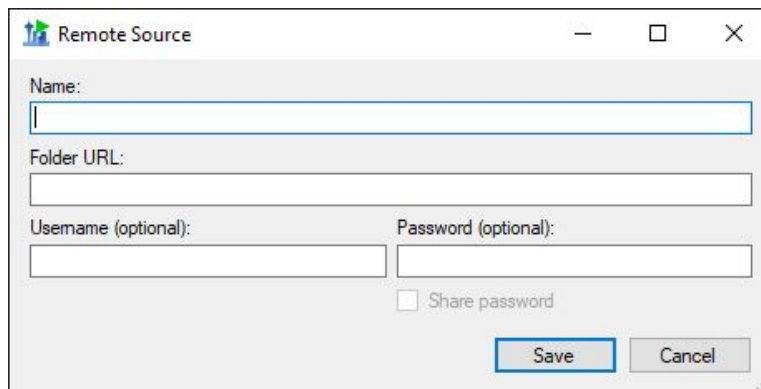 Remote Source
Name:
Folder URL:
Username (optional): Password (optional):
Share password
Save Cancel